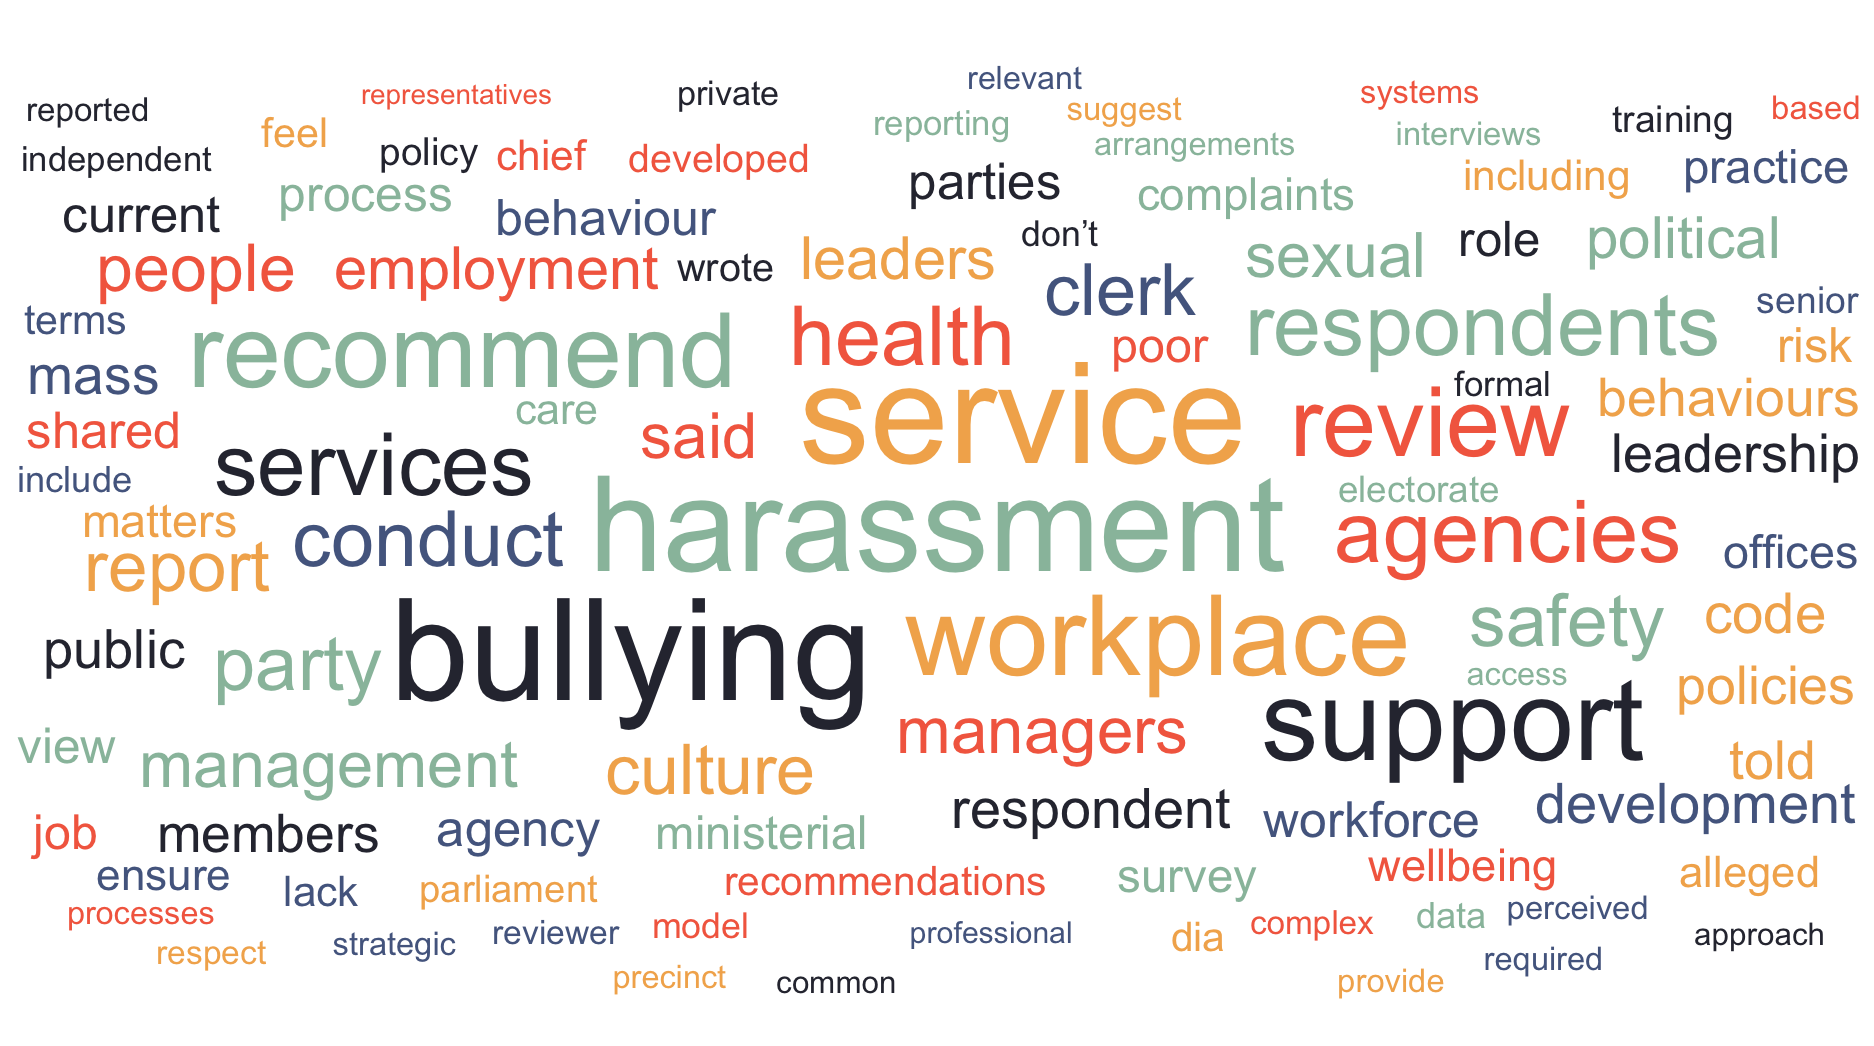 relevant
reported
representatives
private
suggest
systems
based
feel
reporting
arrangements
interviews
training
independent
policy
chief
developed
parties
including
practice
current
process
behaviour
complaints
people
employment
wrote
leaders
don’t
sexual
role
political
terms
recommend
health
clerk
respondents
senior
mass
poor
risk
shared
care
said
service
review
formal
behaviours
include
services
leadership
matters
conduct
harassment
electorate
report
agencies
offices
public
party
bullying
workplace
safety
code
access
policies
view
management
culture
managers
support
told
job
members
agency
ministerial
respondent
workforce
development
ensure
lack
parliament
recommendations
survey
wellbeing
alleged
processes
respect
strategic
reviewer
model
professional
dia
complex
data
perceived
approach
precinct
common
provide
required